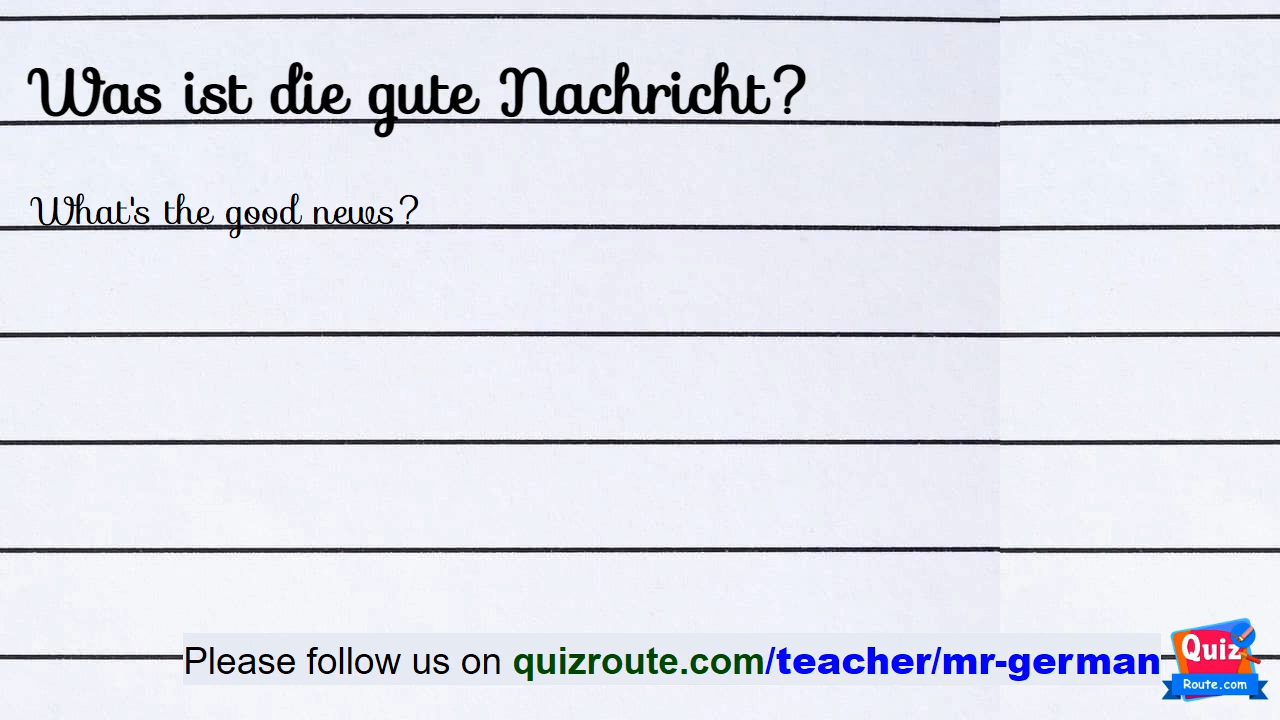 Was ist die gute Nachricht?
What's the good news?
Please follow us on quizroute.com/teacher/mr-german
Quiz
Route.com